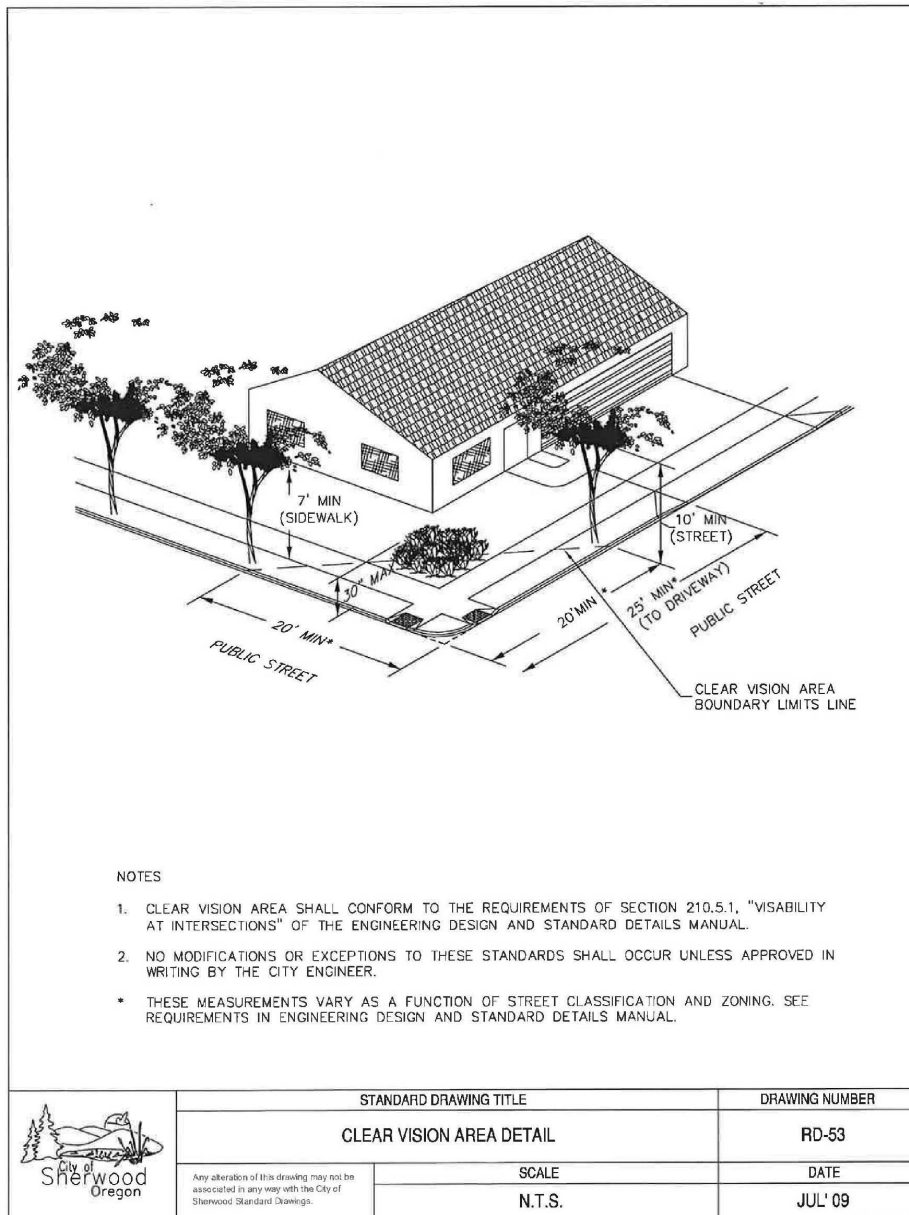 7' MIN
(SIDEWALK)
30" MAX
10' MIN
(STREET)
20' MIN*
PUBLIC STREET
20'MIN *
25' MIN*
(TO DRIVEWAY)
PUBLIC STREET
CLEAR VISION AREA
BOUNDARY LIMITS LINE
NOTES
1. CLEAR VISION AREA SHALL CONFORM TO THE REQUIREMENTS OF SECTION 210.5.1, "VISABILITY
AT INTERSECTIONS" OF THE ENGINEERING DESIGN AND STANDARD DETAILS MANUAL.
2. NO MODIFICATIONS OR EXCEPTIONS TO THESE STANDARDS SHALL OCCUR UNLESS APPROVED IN
WRITING BY THE CITY ENGINEER.
* THESE MEASUREMENTS VARY AS A FUNCTION OF STREET CLASSIFICATION AND ZONING. SEE
REQUIREMENTS IN ENGINEERING DESIGN AND STANDARD DETAILS MANUAL.
City of
Sherwood
Oregon
STANDARD DRAWING TITLE
DRAWING NUMBER
CLEAR VISION AREA DETAIL
RD-53
Any alteration of this drawing may not be
associated in any way with the City of
Sherwood Standard Drawings.
SCALE
DATE
N.T.S.
JUL' 09